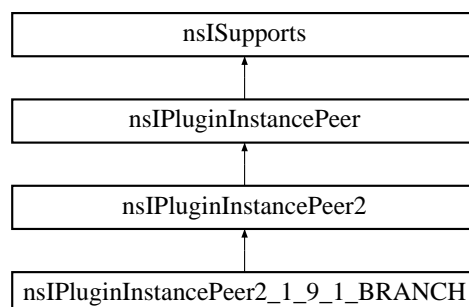 nsISupports
nsIPluginInstancePeer
nsIPluginInstancePeer2
nsIPluginInstancePeer2_1_9_1_BRANCH